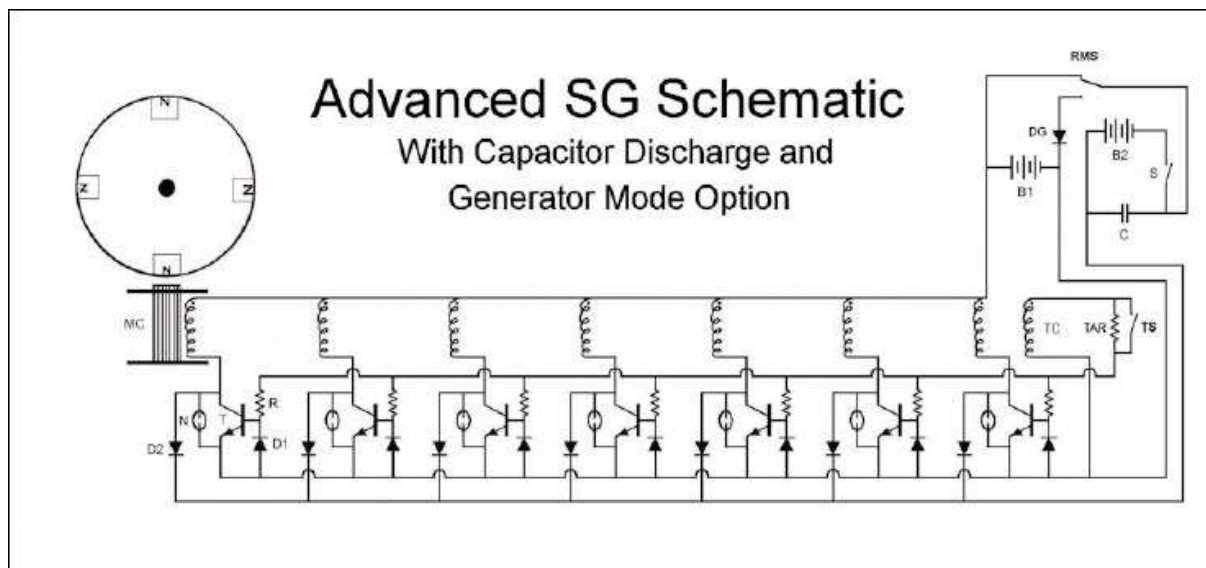 RMS
Advanced SG Schematic
With Capacitor Discharge and
Generator Mode Option
DG
B2
S
B1
C
N
N
N
N
MC
TC
TAR
TS
N
T
R
D2
D1